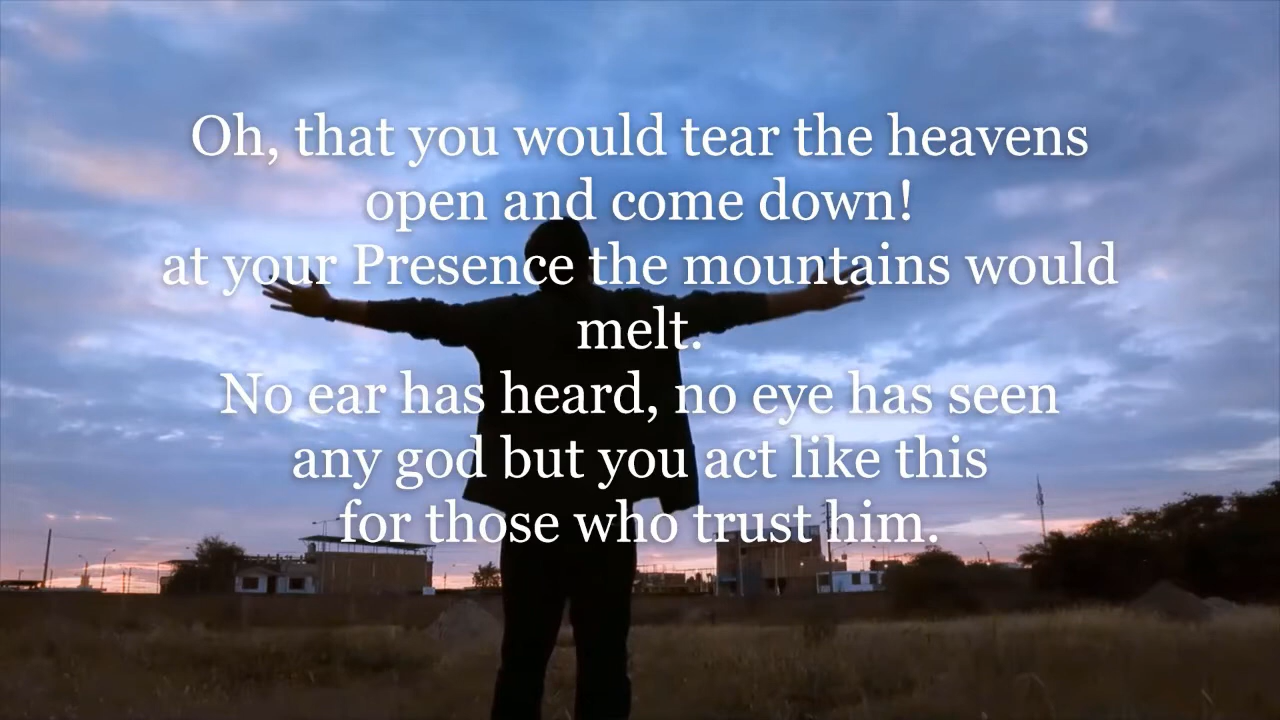 Oh, that you would tear the heavens
open and come down!
at your Presence the mountains would
melt.
No ear has heard, no eye has seen
any god but you act like this
for those who trust him.